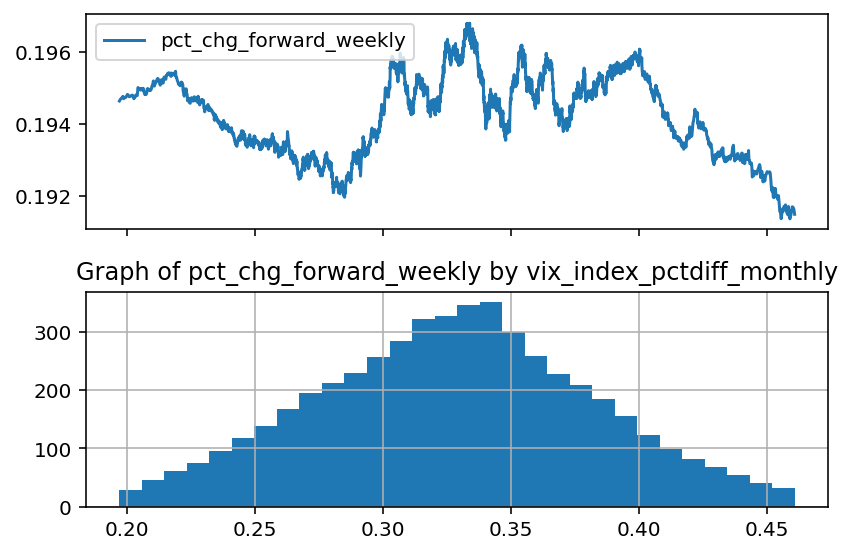 pct_chg_forward_weekly
0.196
0.194
0.192
Graph of pct_chg_forward_weekly by vix_index_pctdiff_monthly
300
200
100
0
0.20 0.25 0.30 0.35 0.40 0.45